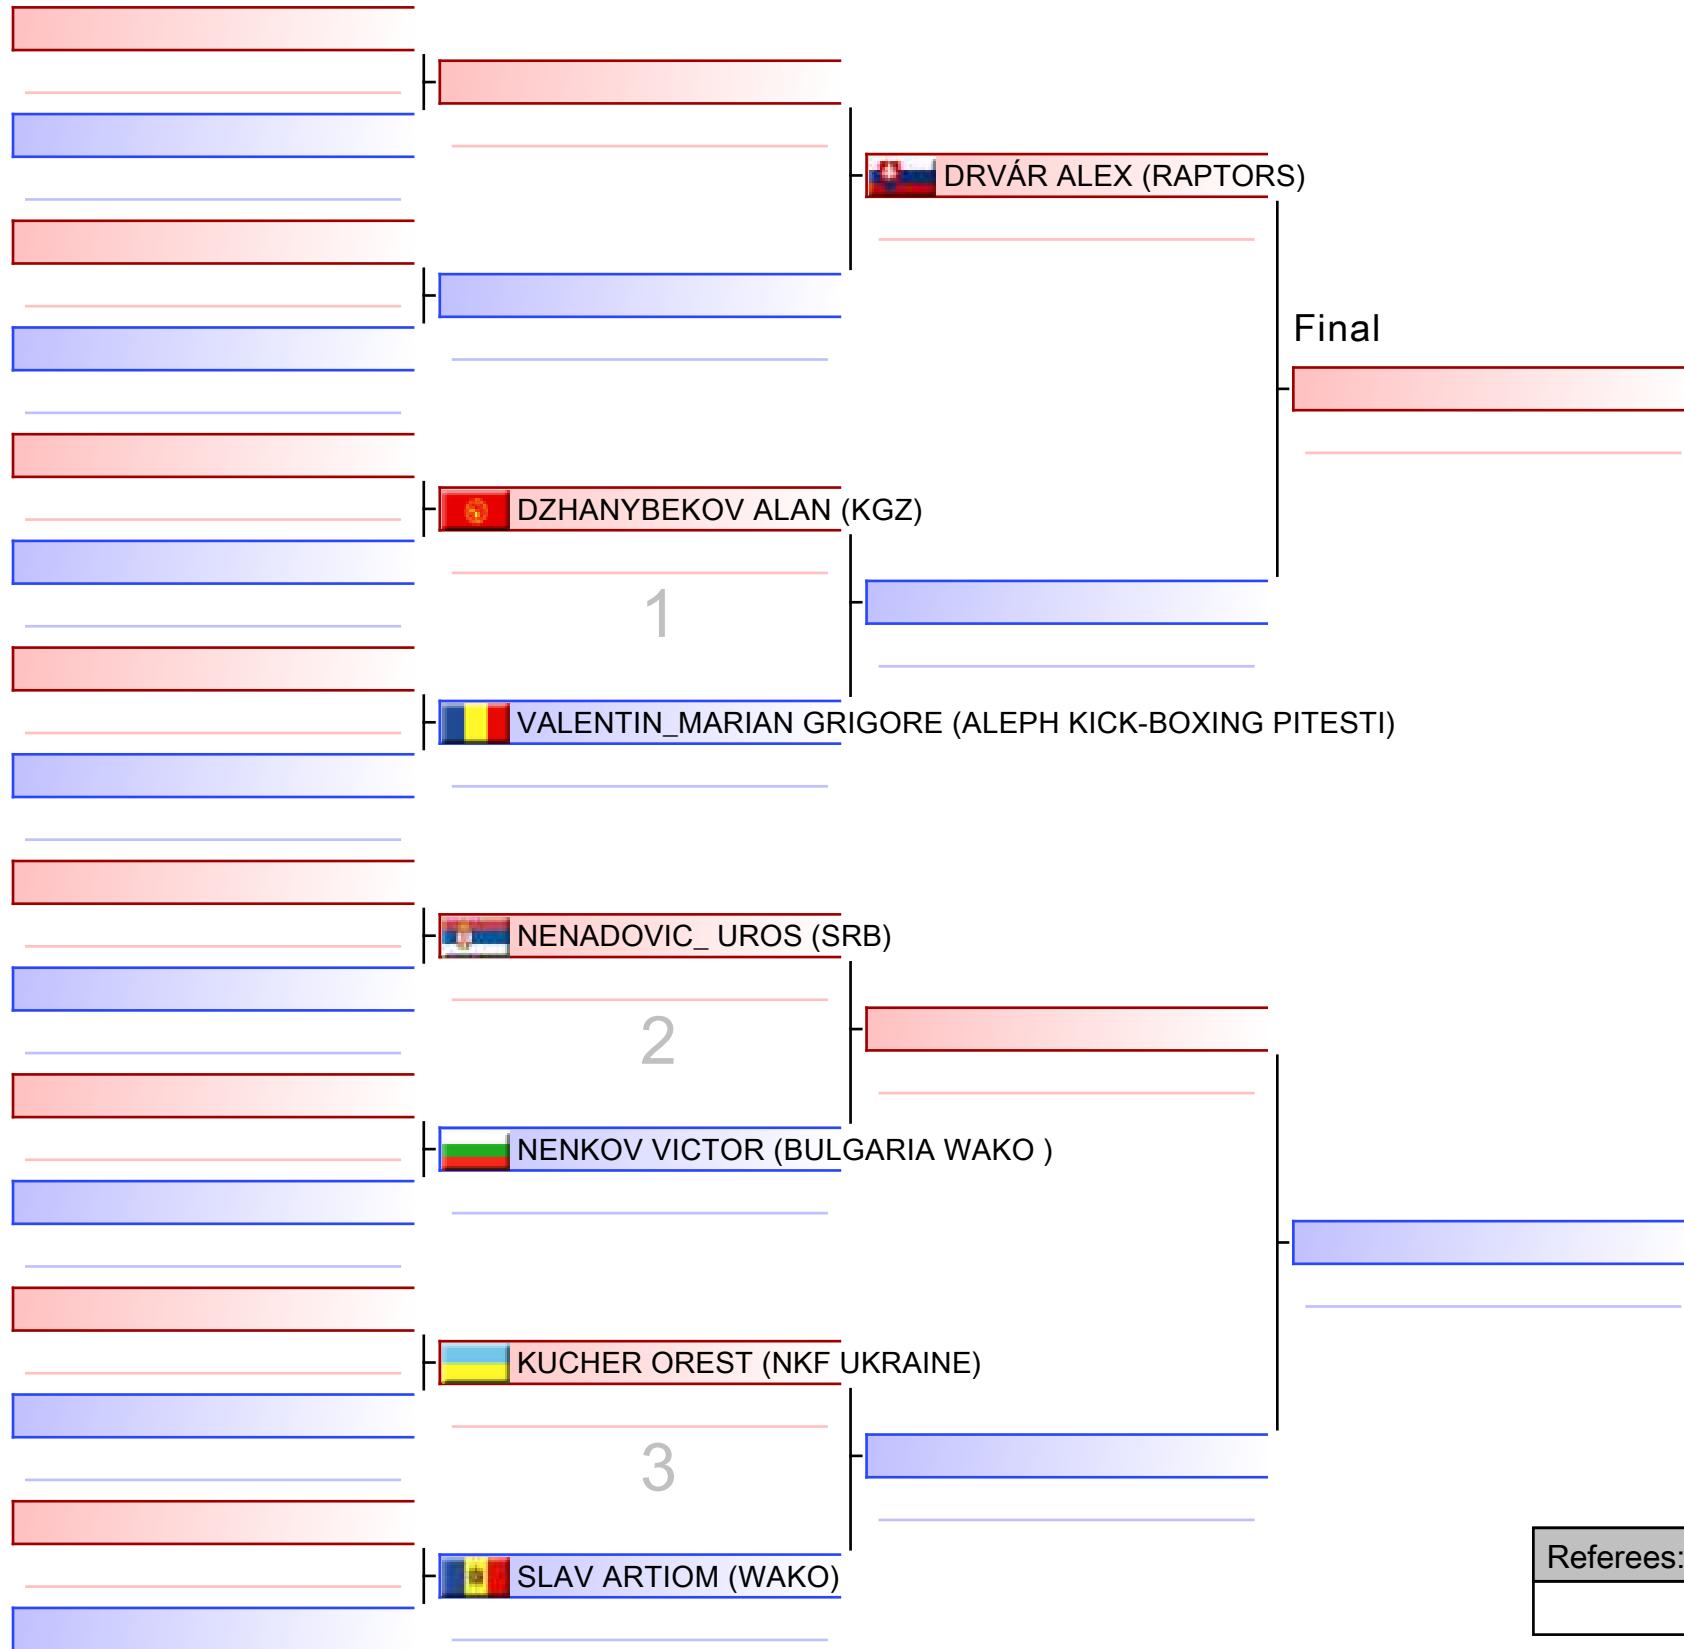 DRVÁR ALEX (RAPTORS)
Final
DZHANYBEKOV ALAN (KGZ)
1
VALENTIN_MARIAN GRIGORE (ALEPH KICK-BOXING PITESTI)
NENADOVIC_ UROS (SRB)
2
NENKOV VICTOR (BULGARIA WAKO )
KUCHER OREST (NKF UKRAINE)
3
SLAV ARTIOM (WAKO)
Referees: